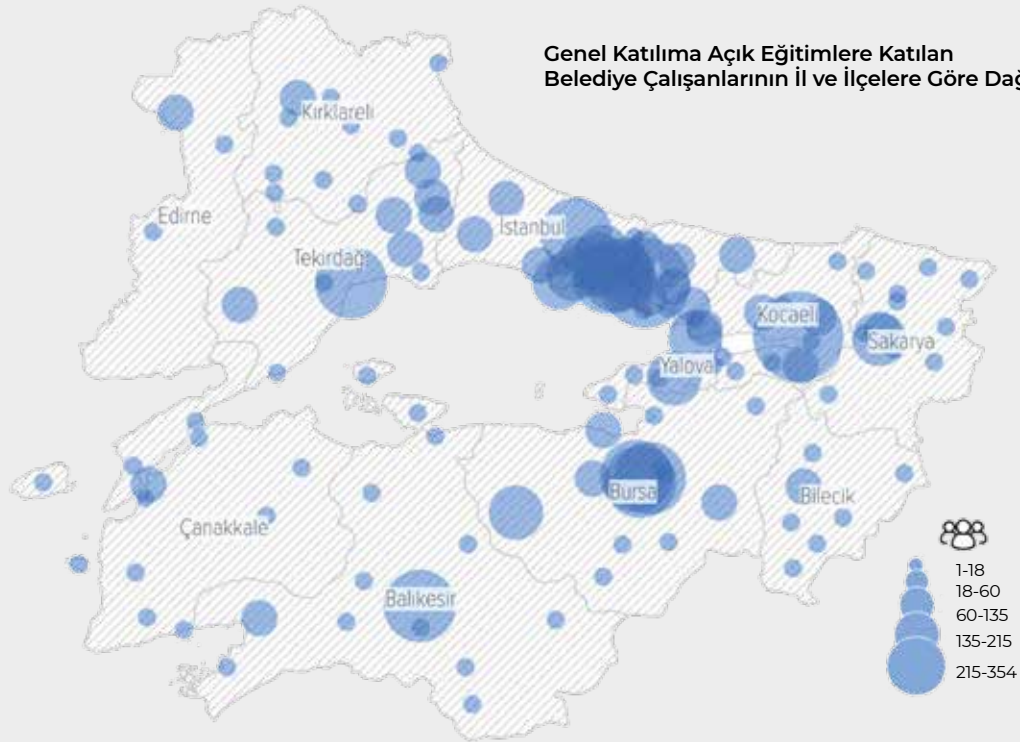 Genel Katılıma Açık Eğitimlere Katılan
Belediye Çalışanlarının İl ve İlçelere Göre Dağ
Kırklareli
Edirne
İstanbul
Tekirdağ
Kocaeli
Sakarya
Yalova
Bursa
Bilecik
Çanakkale
Balıkesir
1-18
18-60
60-135
135-215
215-354